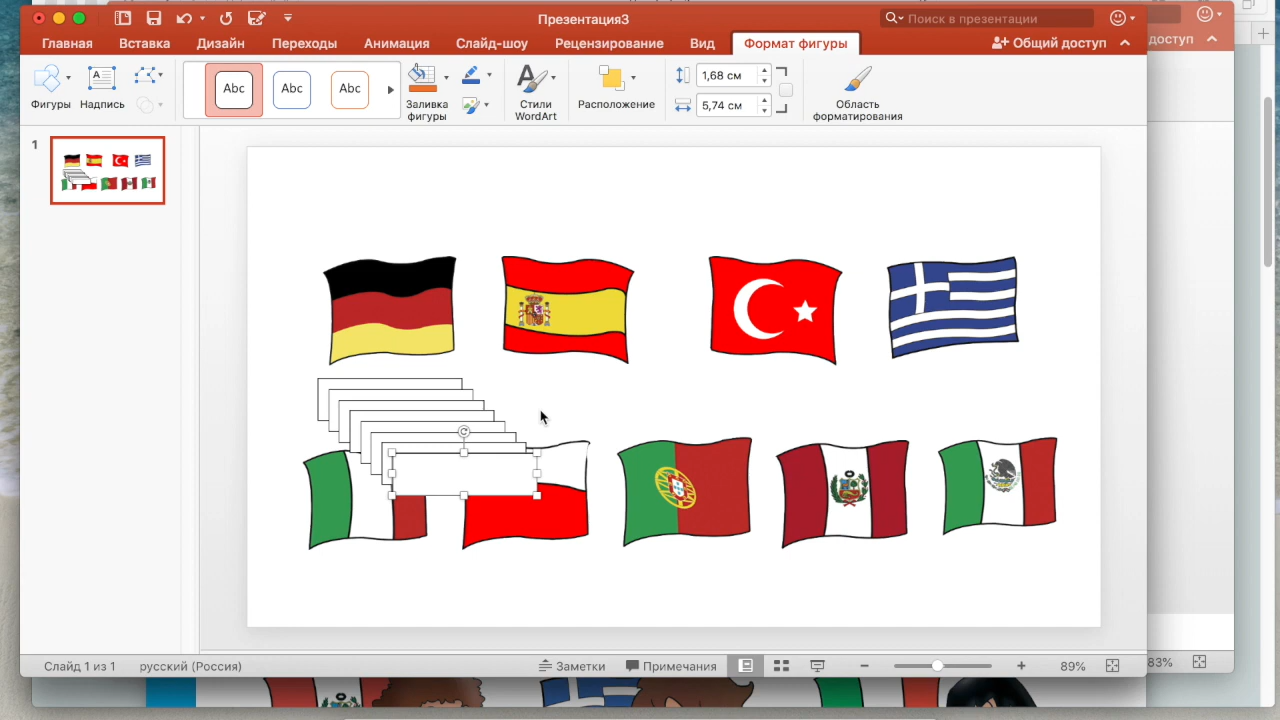 Презентация3
Поиск в презентации
Главная Вставка Дизайн Переходы Анимация Слайд-шоу Рецензирование Вид Формат фигуры Общий доступ
доступ
Abc Abc Abc
1,68 см
5,74 см
Фигуры Надпись Заливка фигуры Стили WordArt Расположение Область форматирования
1
Слайд 1 из 1 русский (Россия) Заметки Примечания 89%
83%